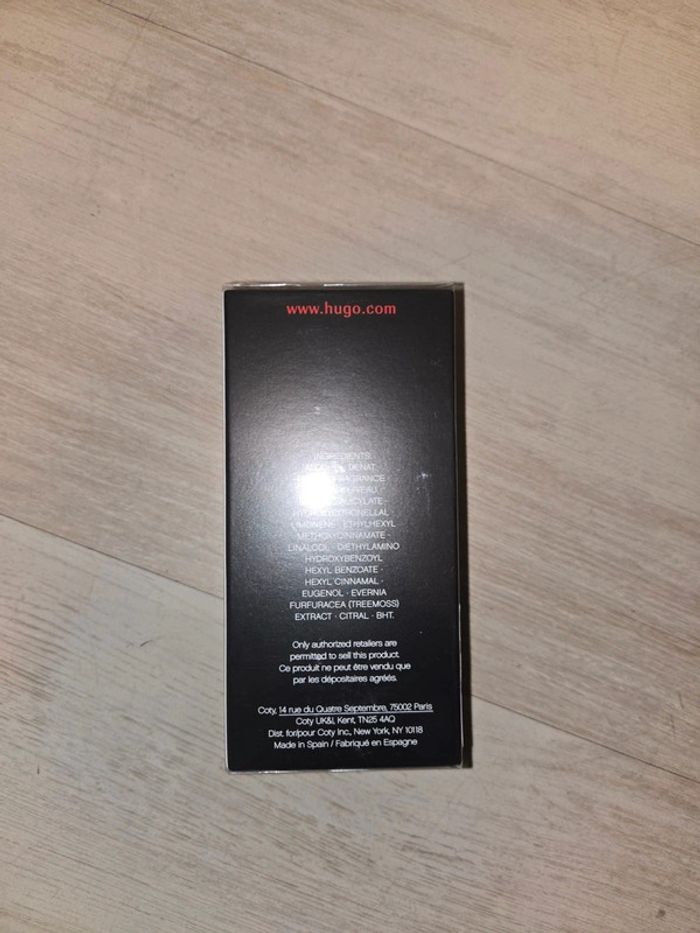 www.hugo.com
INGREDIENTS:
DENAT.
FRAGRANCE
LIMONENE · ETHYLHEXYL
METHOXYCINNAMATE ·
LINALOOL · DIETHYLAMINO
HYDROXYBENZOYL
HEXYL BENZOATE ·
HEXYL CINNAMAL ·
EUGENOL · EVERNIA
FURFURACEA (TREEMOSS)
EXTRACT · CITRAL · BHT.
Only authorized retailers are
permitted to sell this product.
Ce produit ne peut être vendu que
par les dépositaires agréés.
Coty, 14 rue du Quatre Septembre, 75002 Paris
Coty UK&I, Kent, TN25 4AQ
Dist. for/pour Coty Inc., New York, NY 10118
Made in Spain / Fabriqué en Espagne